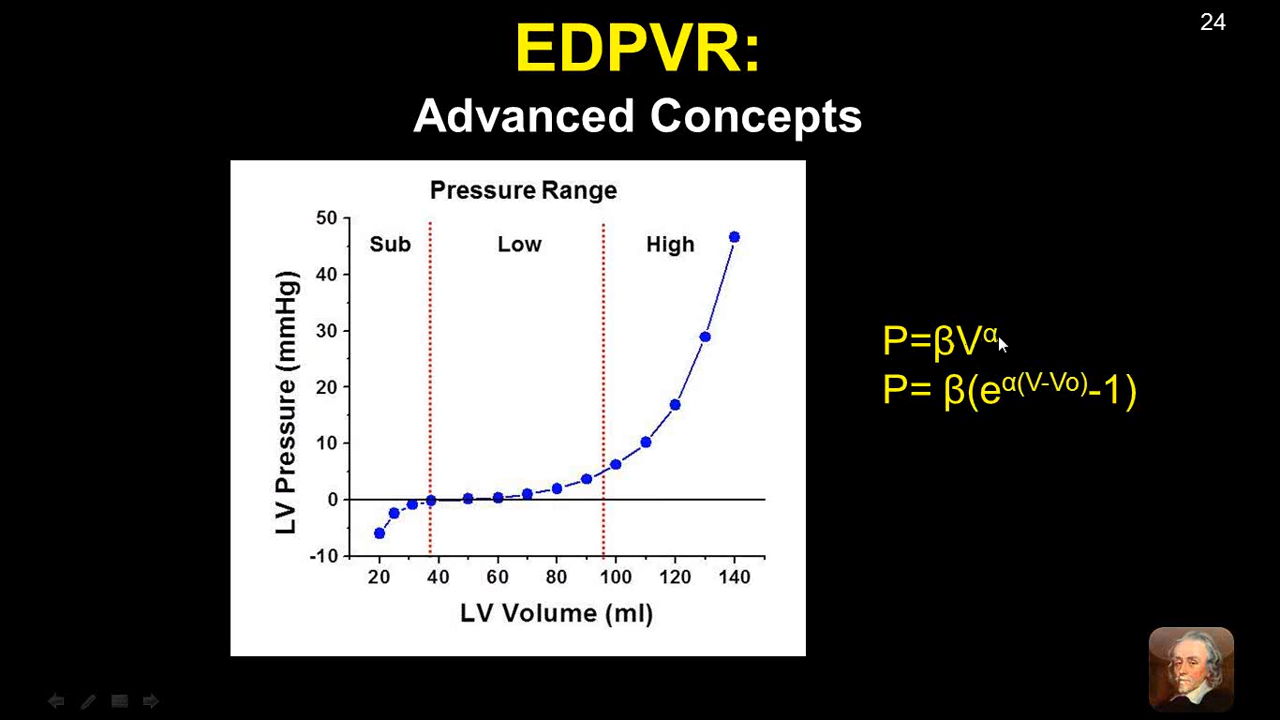 24
EDPVR:
Advanced Concepts
Pressure Range
Sub Low High
50
40
30
20
10
0
-10
LV Pressure (mmHg)
20 40 60 80 100 120 140
LV Volume (ml)
P=βVᵅ
P= β(e^α(V-Vo)-1)